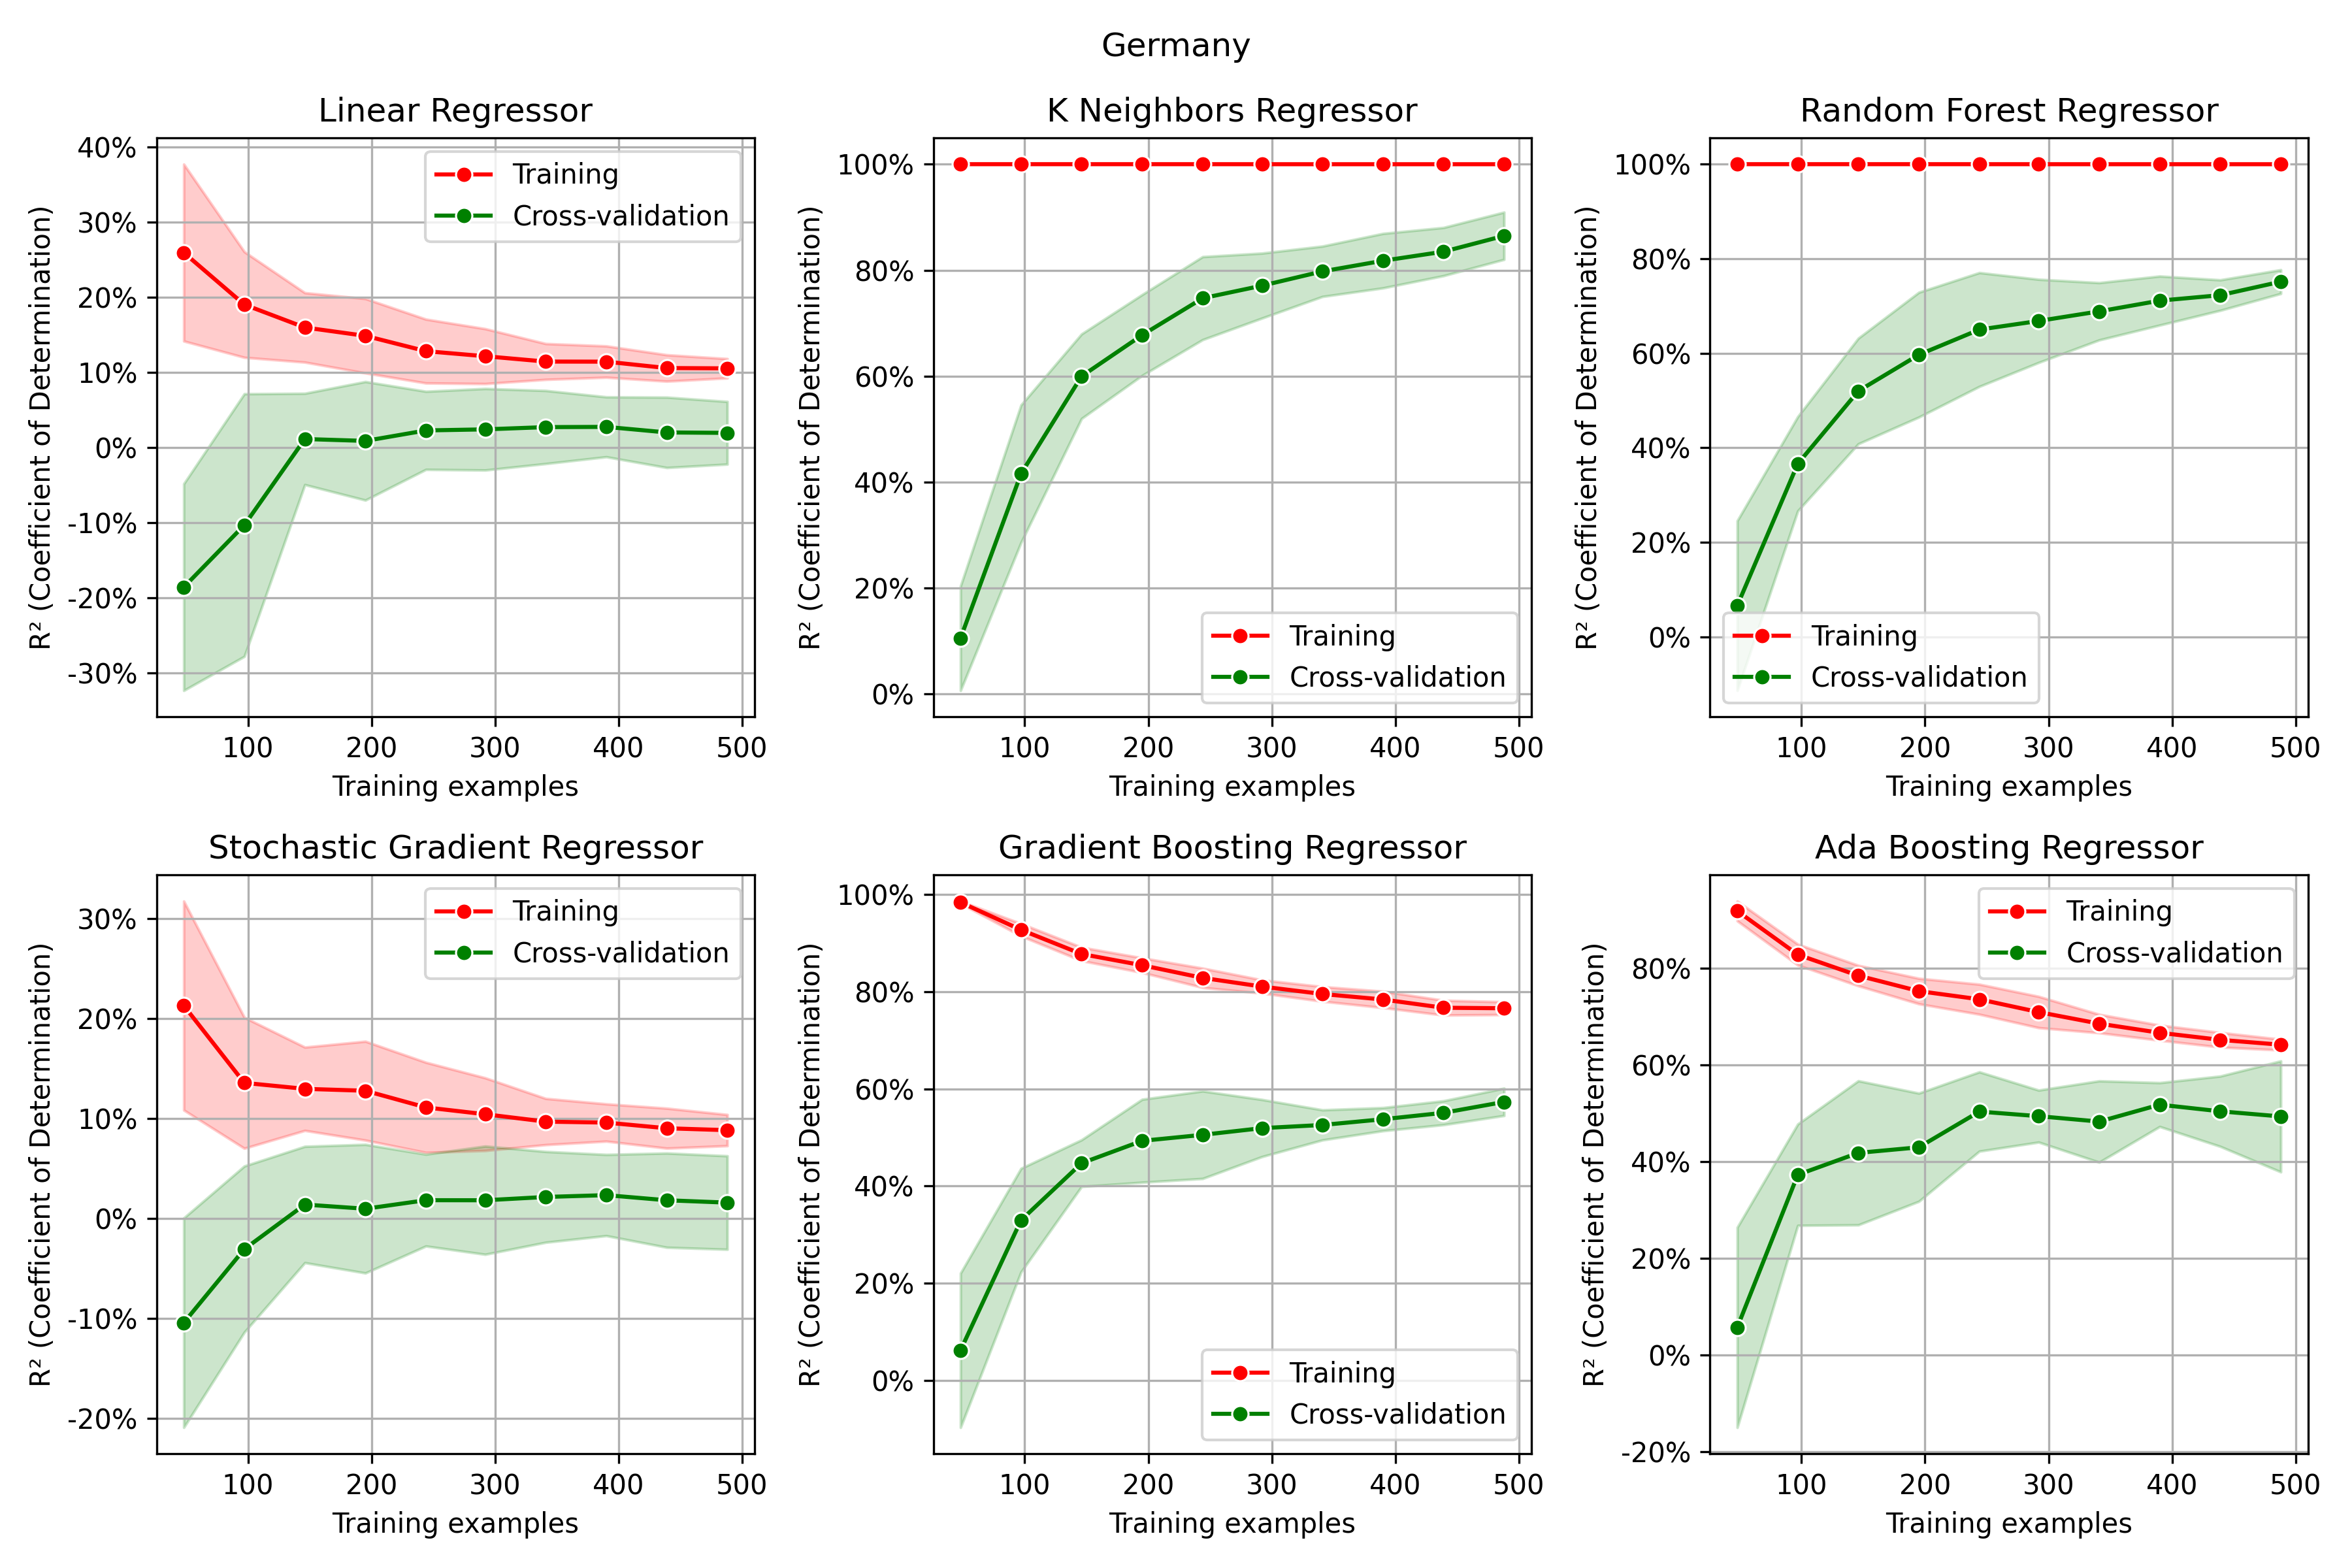 Germany
Linear Regressor
40%
30%
20%
10%
0%
-10%
-20%
-30%
R² (Coefficient of Determination)
Training
Cross-validation
100
200
300
400
500
Training examples
K Neighbors Regressor
100%
80%
60%
40%
20%
0%
R² (Coefficient of Determination)
Training
Cross-validation
100
200
300
400
500
Training examples
Random Forest Regressor
100%
80%
60%
40%
20%
0%
R² (Coefficient of Determination)
Training
Cross-validation
100
200
300
400
500
Training examples
Stochastic Gradient Regressor
30%
20%
10%
0%
-10%
-20%
R² (Coefficient of Determination)
Training
Cross-validation
100
200
300
400
500
Training examples
Gradient Boosting Regressor
100%
80%
60%
40%
20%
0%
R² (Coefficient of Determination)
Training
Cross-validation
100
200
300
400
500
Training examples
Ada Boosting Regressor
80%
60%
40%
20%
0%
-20%
R² (Coefficient of Determination)
Training
Cross-validation
100
200
300
400
500
Training examples